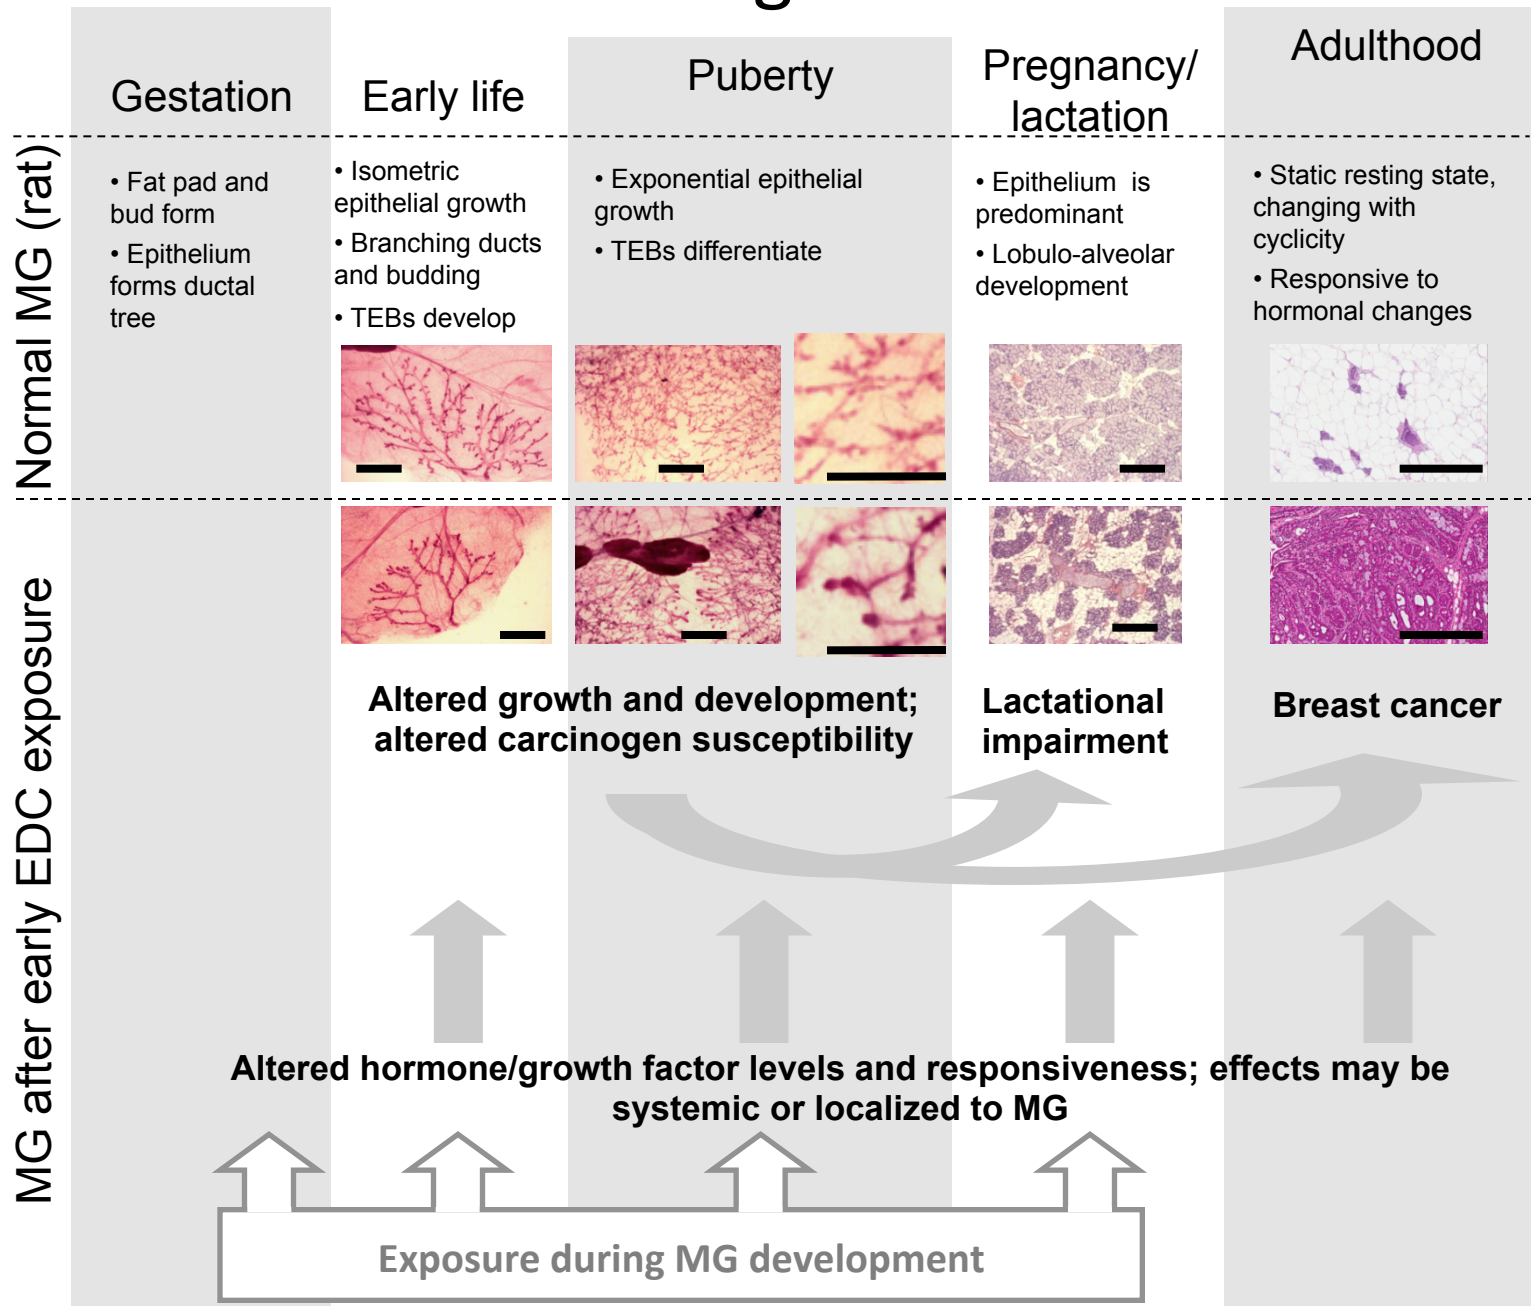 Gestation
Early life
Puberty
Pregnancy/
lactation
Adulthood
Normal MG (rat)
• Fat pad and
bud form
• Epithelium
forms ductal
tree
• Isometric
epithelial growth
• Branching ducts
and budding
• TEBs develop
• Exponential epithelial
growth
• TEBs differentiate
• Epithelium is
predominant
• Lobulo-alveolar
development
• Static resting state,
changing with
cyclicity
• Responsive to
hormonal changes
MG after early EDC exposure
Altered growth and development;
altered carcinogen susceptibility
Lactational
impairment
Breast cancer
Altered hormone/growth factor levels and responsiveness; effects may be
systemic or localized to MG
Exposure during MG development